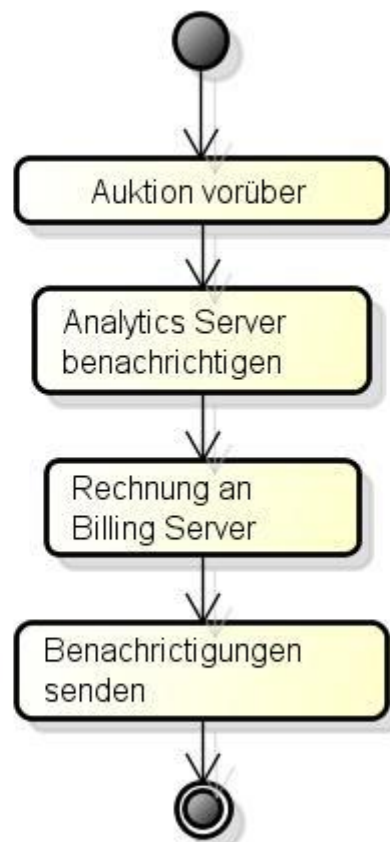 Auktion vorüber
Analytics Server
benachrichtigen
Rechnung an
Billing Server
Benachrictigungen
senden